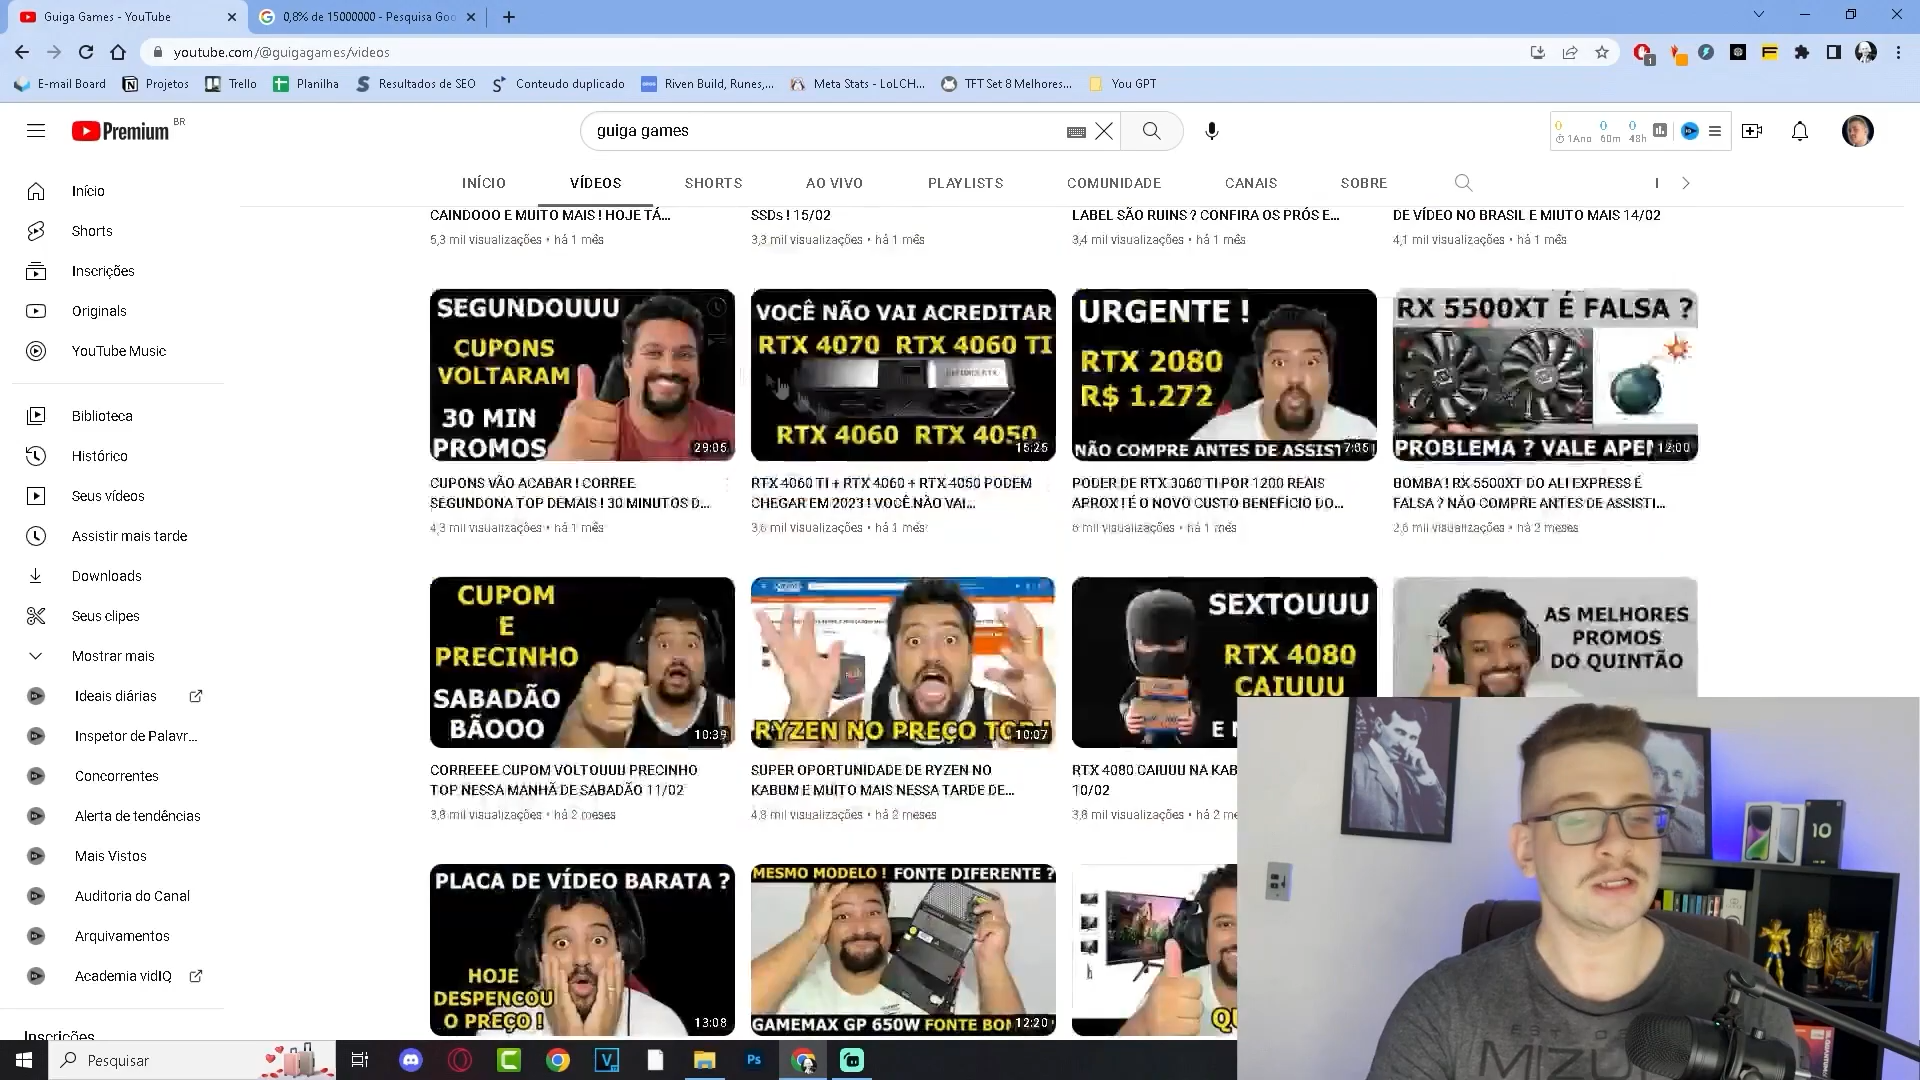 Guiga Games - YouTube
0,8% de 15000000 - Pesquisa Goo
youtube.com/@guigagames/videos
1
E-mail Board
Projetos
Trello
Planilha
Resultados de SEO
Conteudo duplicado
Riven Build, Runes,...
Meta Stats - LoLCH...
TFT Set 8 Melhores...
You GPT
Premium
BR
guiga games
0
0
0
1Ano
60m
48h
INÍCIO
VÍDEOS
SHORTS
AO VIVO
PLAYLISTS
COMUNIDADE
CANAIS
SOBRE
Início
Shorts
Inscrições
Originals
YouTube Music
Biblioteca
Histórico
Seus vídeos
Assistir mais tarde
Downloads
Seus clipes
Mostrar mais
Ideais diárias
Inspetor de Palavr...
Concorrentes
Alerta de tendências
Mais Vistos
Auditoria do Canal
Arquivamentos
Academia vidIQ
Inscrições
CAINDOOO E MUITO MAIS ! HOJE TÁ...
5,3 mil visualizações • há 1 mês
SSDs ! 15/02
3,3 mil visualizações • há 1 mês
LABEL SÃO RUINS ? CONFIRA OS PRÓS E...
3,4 mil visualizações • há 1 mês
DE VÍDEO NO BRASIL E MIUTO MAIS 14/02
4,1 mil visualizações • há 1 mês
SEGUNDOUUU
CUPONS
VOLTARAM
30 MIN
PROMOS
29:05
CUPONS VÃO ACABAR ! CORREE
SEGUNDONA TOP DEMAIS ! 30 MINUTOS D...
4,3 mil visualizações • há 1 mês
VOCÊ NÃO VAI ACREDITAR
RTX 4070 RTX 4060 TI
GEFORCE RTX
RTX 4060 RTX 4050
15:25
RTX 4060 TI + RTX 4060 + RTX 4050 PODEM
CHEGAR EM 2023 ! VOCÊ NÃO VAI...
3,6 mil visualizações • há 1 mês
URGENTE !
RTX 2080
R$ 1.272
NÃO COMPRE ANTES DE ASSIST
7:05
PODER DE RTX 3060 TI POR 1200 REAIS
APROX ! É O NOVO CUSTO BENEFÍCIO DO...
6 mil visualizações • há 1 mês
RX 5500XT É FALSA ?
PROBLEMA ? VALE APEN
12:00
BOMBA ! RX 5500XT DO ALI EXPRESS É
FALSA ? NÃO COMPRE ANTES DE ASSISTI...
2,6 mil visualizações • há 2 meses
CUPOM
E
PRECINHO
SABADÃO
BÃOOO
10:39
CORREEEE CUPOM VOLTOUUU PRECINHO
TOP NESSA MANHÃ DE SABADÃO 11/02
3,8 mil visualizações • há 2 meses
RYZEN NO PREÇO TOP !
10:07
SUPER OPORTUNIDADE DE RYZEN NO
KABUM E MUITO MAIS NESSA TARDE DE...
4,8 mil visualizações • há 2 meses
SEXTOUUU
RTX 4080
CAIUUU
E M
RTX 4080 CAIUUU NA KAB
10/02
3,8 mil visualizações • há 2 me
AS MELHORES
PROMOS
DO QUINTÃO
PLACA DE VÍDEO BARATA ?
HOJE
DESPENCOU
O PREÇO !
13:08
MESMO MODELO ! FONTE DIFERENTE ?
GAMEMAX GP 650W FONTE BOM
12:20
QU
10
Pesquisar